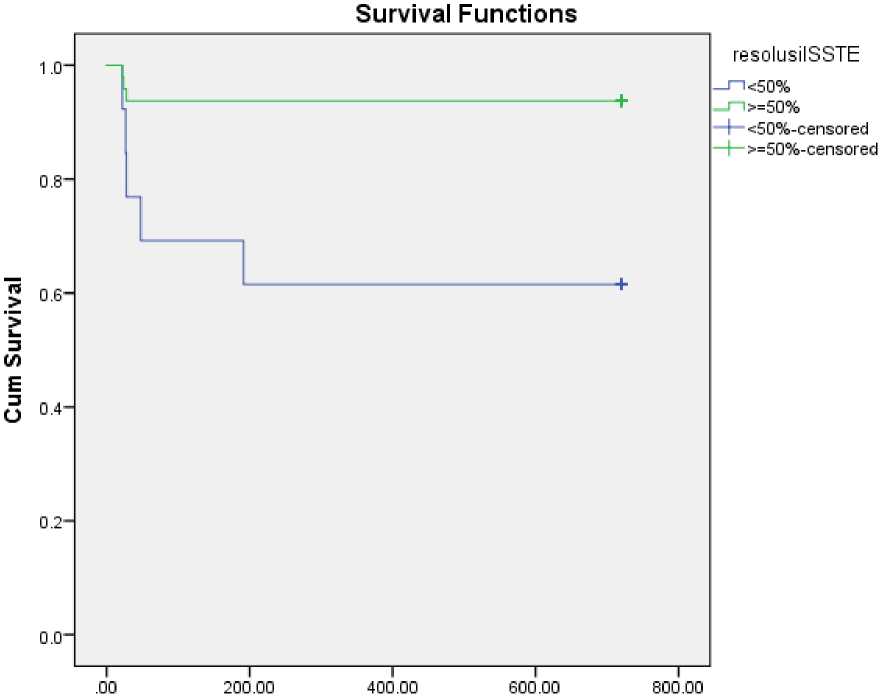 Survival Functions
resolusiISSTE
<50%
>=50%
<50%-censored
>=50%-censored
Cum Survival
1.0
0.8
0.6
0.4
0.2
0.0
.00
200.00
400.00
600.00
800.00